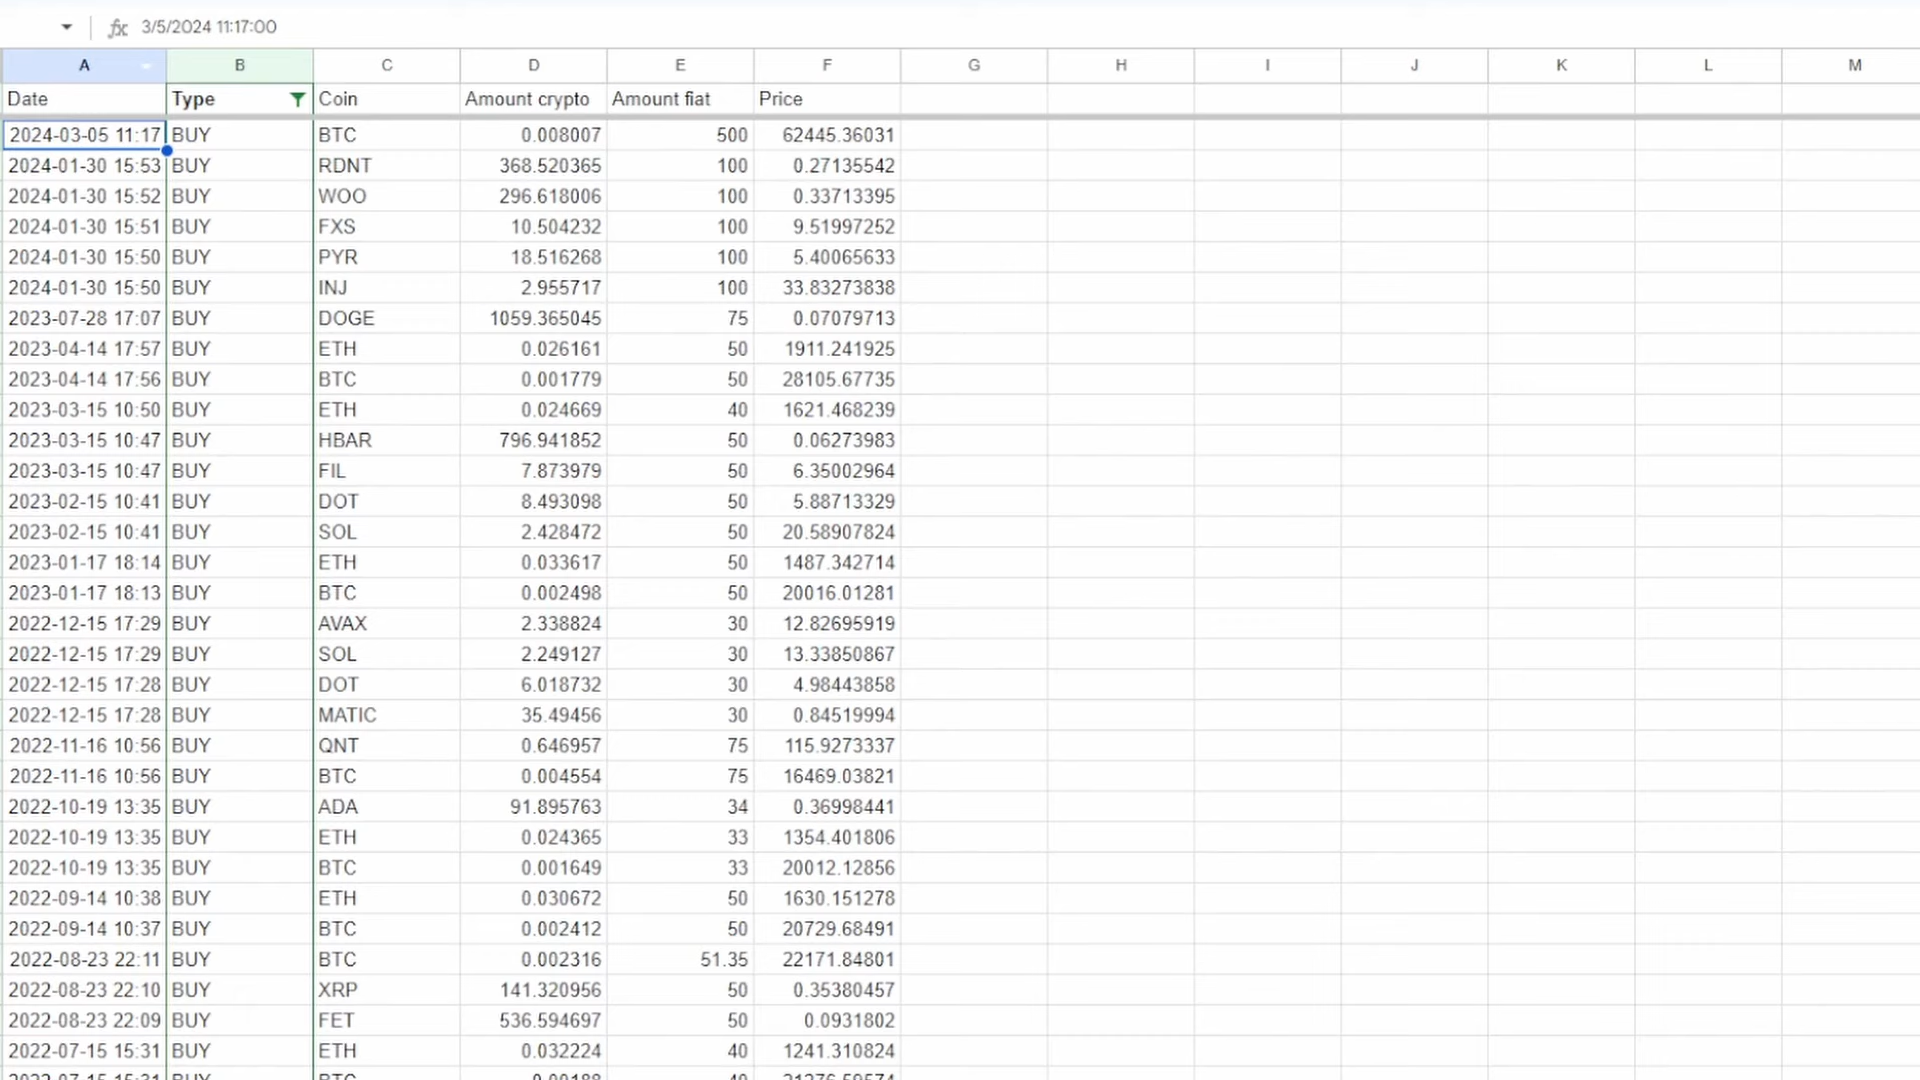 fx 3/5/2024 11:17:00
A B C D E F G H I J K L M
Date Type Coin Amount crypto Amount fiat Price
2024-03-05 11:17 BUY BTC 0.008007 500 62445.36031
2024-01-30 15:53 BUY RDNT 368.520365 100 0.27135542
2024-01-30 15:52 BUY WOO 296.618006 100 0.33713395
2024-01-30 15:51 BUY FXS 10.504232 100 9.51997252
2024-01-30 15:50 BUY PYR 18.516268 100 5.40065633
2024-01-30 15:50 BUY INJ 2.955717 100 33.83273838
2023-07-28 17:07 BUY DOGE 1059.365045 75 0.07079713
2023-04-14 17:57 BUY ETH 0.026161 50 1911.241925
2023-04-14 17:56 BUY BTC 0.001779 50 28105.67735
2023-03-15 10:50 BUY ETH 0.024669 40 1621.468239
2023-03-15 10:47 BUY HBAR 796.941852 50 0.06273983
2023-03-15 10:47 BUY FIL 7.873979 50 6.35002964
2023-02-15 10:41 BUY DOT 8.493098 50 5.88713329
2023-02-15 10:41 BUY SOL 2.428472 50 20.58907824
2023-01-17 18:14 BUY ETH 0.033617 50 1487.342714
2023-01-17 18:13 BUY BTC 0.002498 50 20016.01281
2022-12-15 17:29 BUY AVAX 2.338824 30 12.82695919
2022-12-15 17:29 BUY SOL 2.249127 30 13.33850867
2022-12-15 17:28 BUY DOT 6.018732 30 4.98443858
2022-12-15 17:28 BUY MATIC 35.49456 30 0.84519994
2022-11-16 10:56 BUY QNT 0.646957 75 115.9273337
2022-11-16 10:56 BUY BTC 0.004554 75 16469.03821
2022-10-19 13:35 BUY ADA 91.895763 34 0.36998441
2022-10-19 13:35 BUY ETH 0.024365 33 1354.401806
2022-10-19 13:35 BUY BTC 0.001649 33 20012.12856
2022-09-14 10:38 BUY ETH 0.030672 50 1630.151278
2022-09-14 10:37 BUY BTC 0.002412 50 20729.68491
2022-08-23 22:11 BUY BTC 0.002316 51.35 22171.84801
2022-08-23 22:10 BUY XRP 141.320956 50 0.35380457
2022-08-23 22:09 BUY FET 536.594697 50 0.0931802
2022-07-15 15:31 BUY ETH 0.032224 40 1241.310824